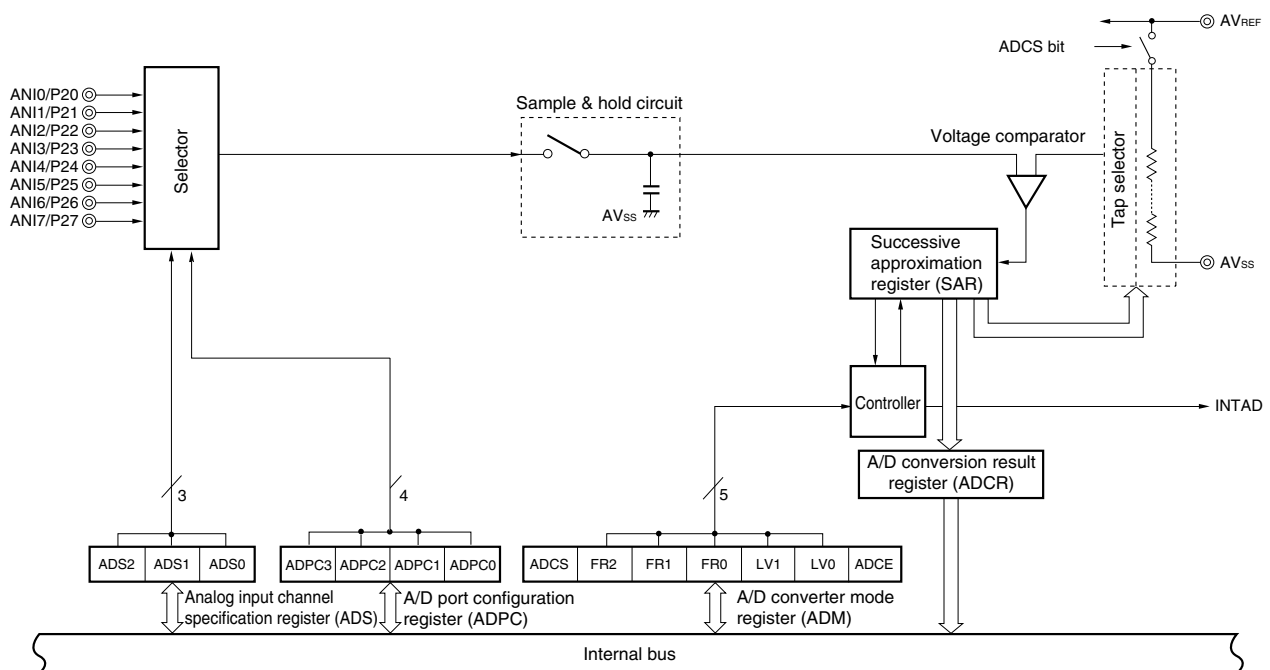 AVREF
ADCS bit
ANI0/P20
ANI1/P21
ANI2/P22
ANI3/P23
ANI4/P24
ANI5/P25
ANI6/P26
ANI7/P27
Selector
Sample & hold circuit
AVSS
Voltage comparator
Tap selector
AVSS
Successive
approximation
register (SAR)
Controller
INTAD
A/D conversion result
register (ADCR)
3
4
5
ADS2 ADS1 ADS0
ADPC3 ADPC2 ADPC1 ADPC0
ADCS FR2 FR1 FR0 LV1 LV0 ADCE
Analog input channel
specification register (ADS)
A/D port configuration
register (ADPC)
A/D converter mode
register (ADM)
Internal bus